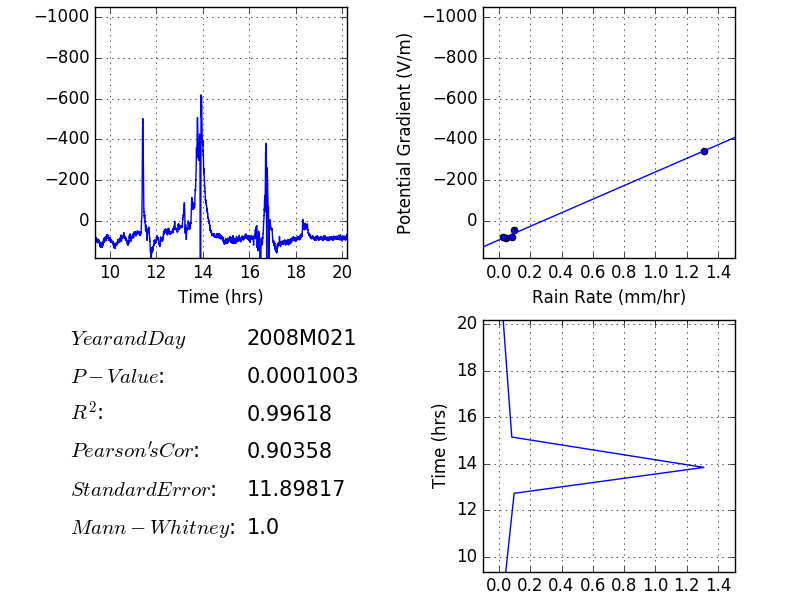 −1000
−800
−600
−400
−200
0
10 12 14 16 18 20
Time (hrs)
Potential Gradient (V/m)
−1000
−800
−600
−400
−200
0
0.0 0.2 0.4 0.6 0.8 1.0 1.2 1.4
Rain Rate (mm/hr)
YearandDay 2008M021
P−Value: 0.0001003
R²: 0.99618
Pearson'sCor: 0.90358
StandardError: 11.89817
Mann−Whitney: 1.0
Time (hrs)
20
18
16
14
12
10
0.0 0.2 0.4 0.6 0.8 1.0 1.2 1.4